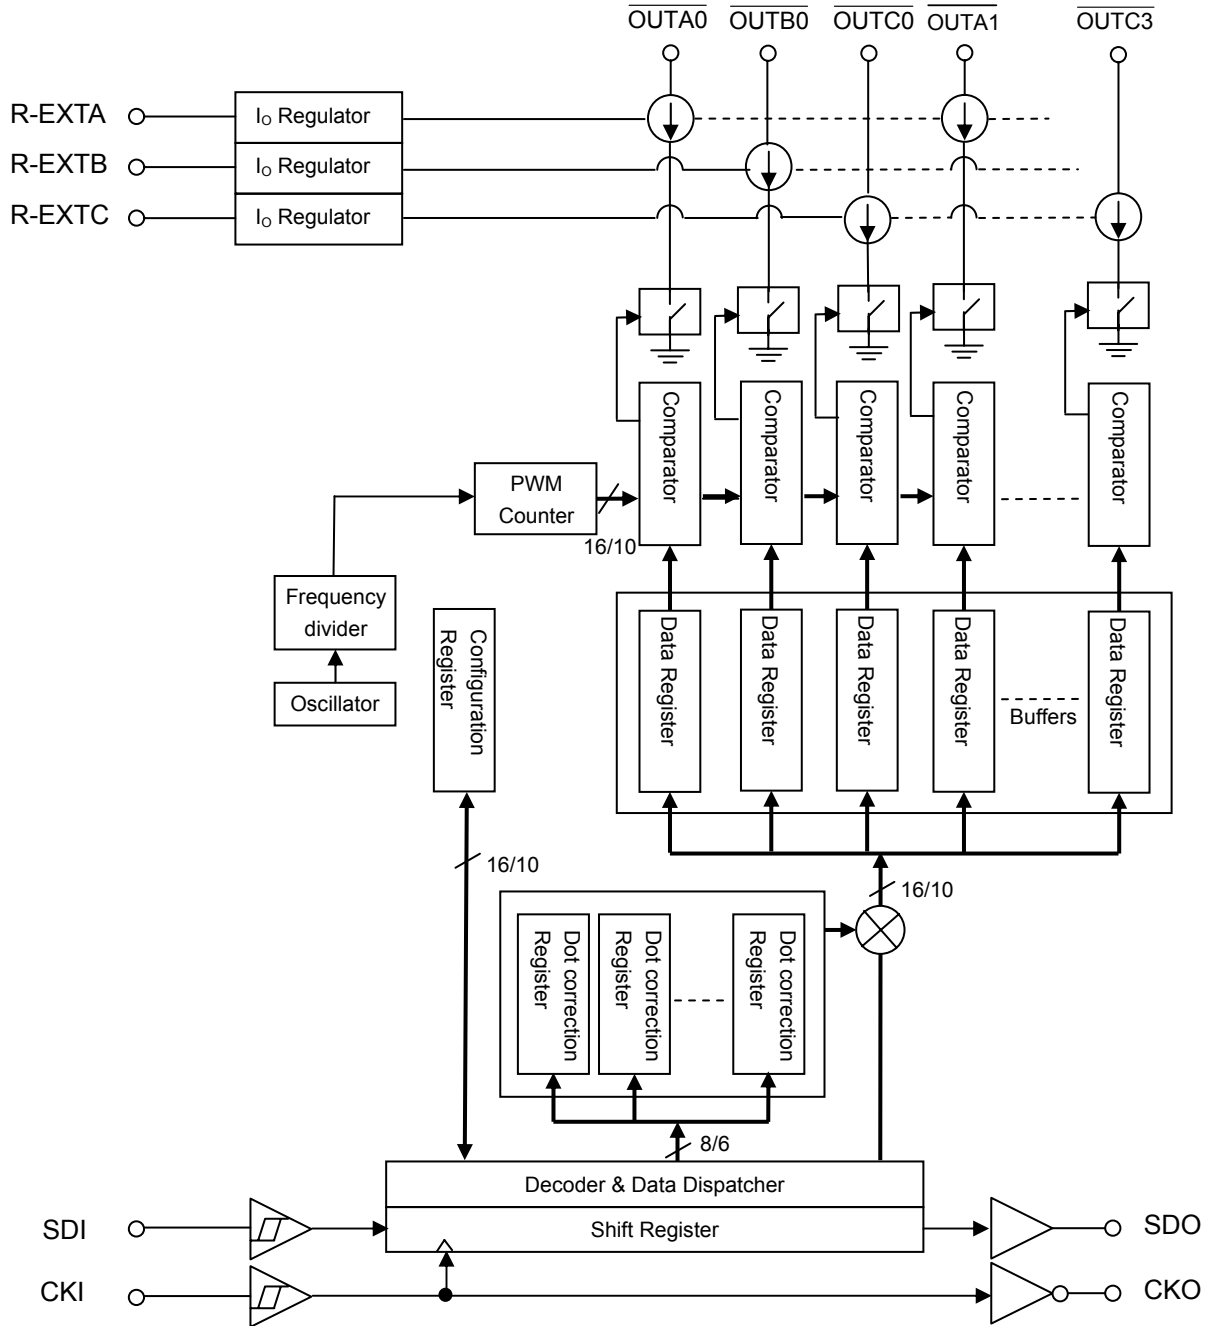 OUTA0 OUTB0 OUTC0 OUTA1 OUTC3
R-EXTA
IO Regulator
R-EXTB
IO Regulator
R-EXTC
IO Regulator
Comparator
Comparator
Comparator
Comparator
Comparator
PWM
Counter
16/10
Frequency
divider
Oscillator
Configuration
Register
Data Register
Data Register
Data Register
Data Register
Buffers
Data Register
16/10
16/10
Dot correction
Register
Dot correction
Register
Dot correction
Register
8/6
Decoder & Data Dispatcher
SDI
Shift Register
SDO
CKI
CKO